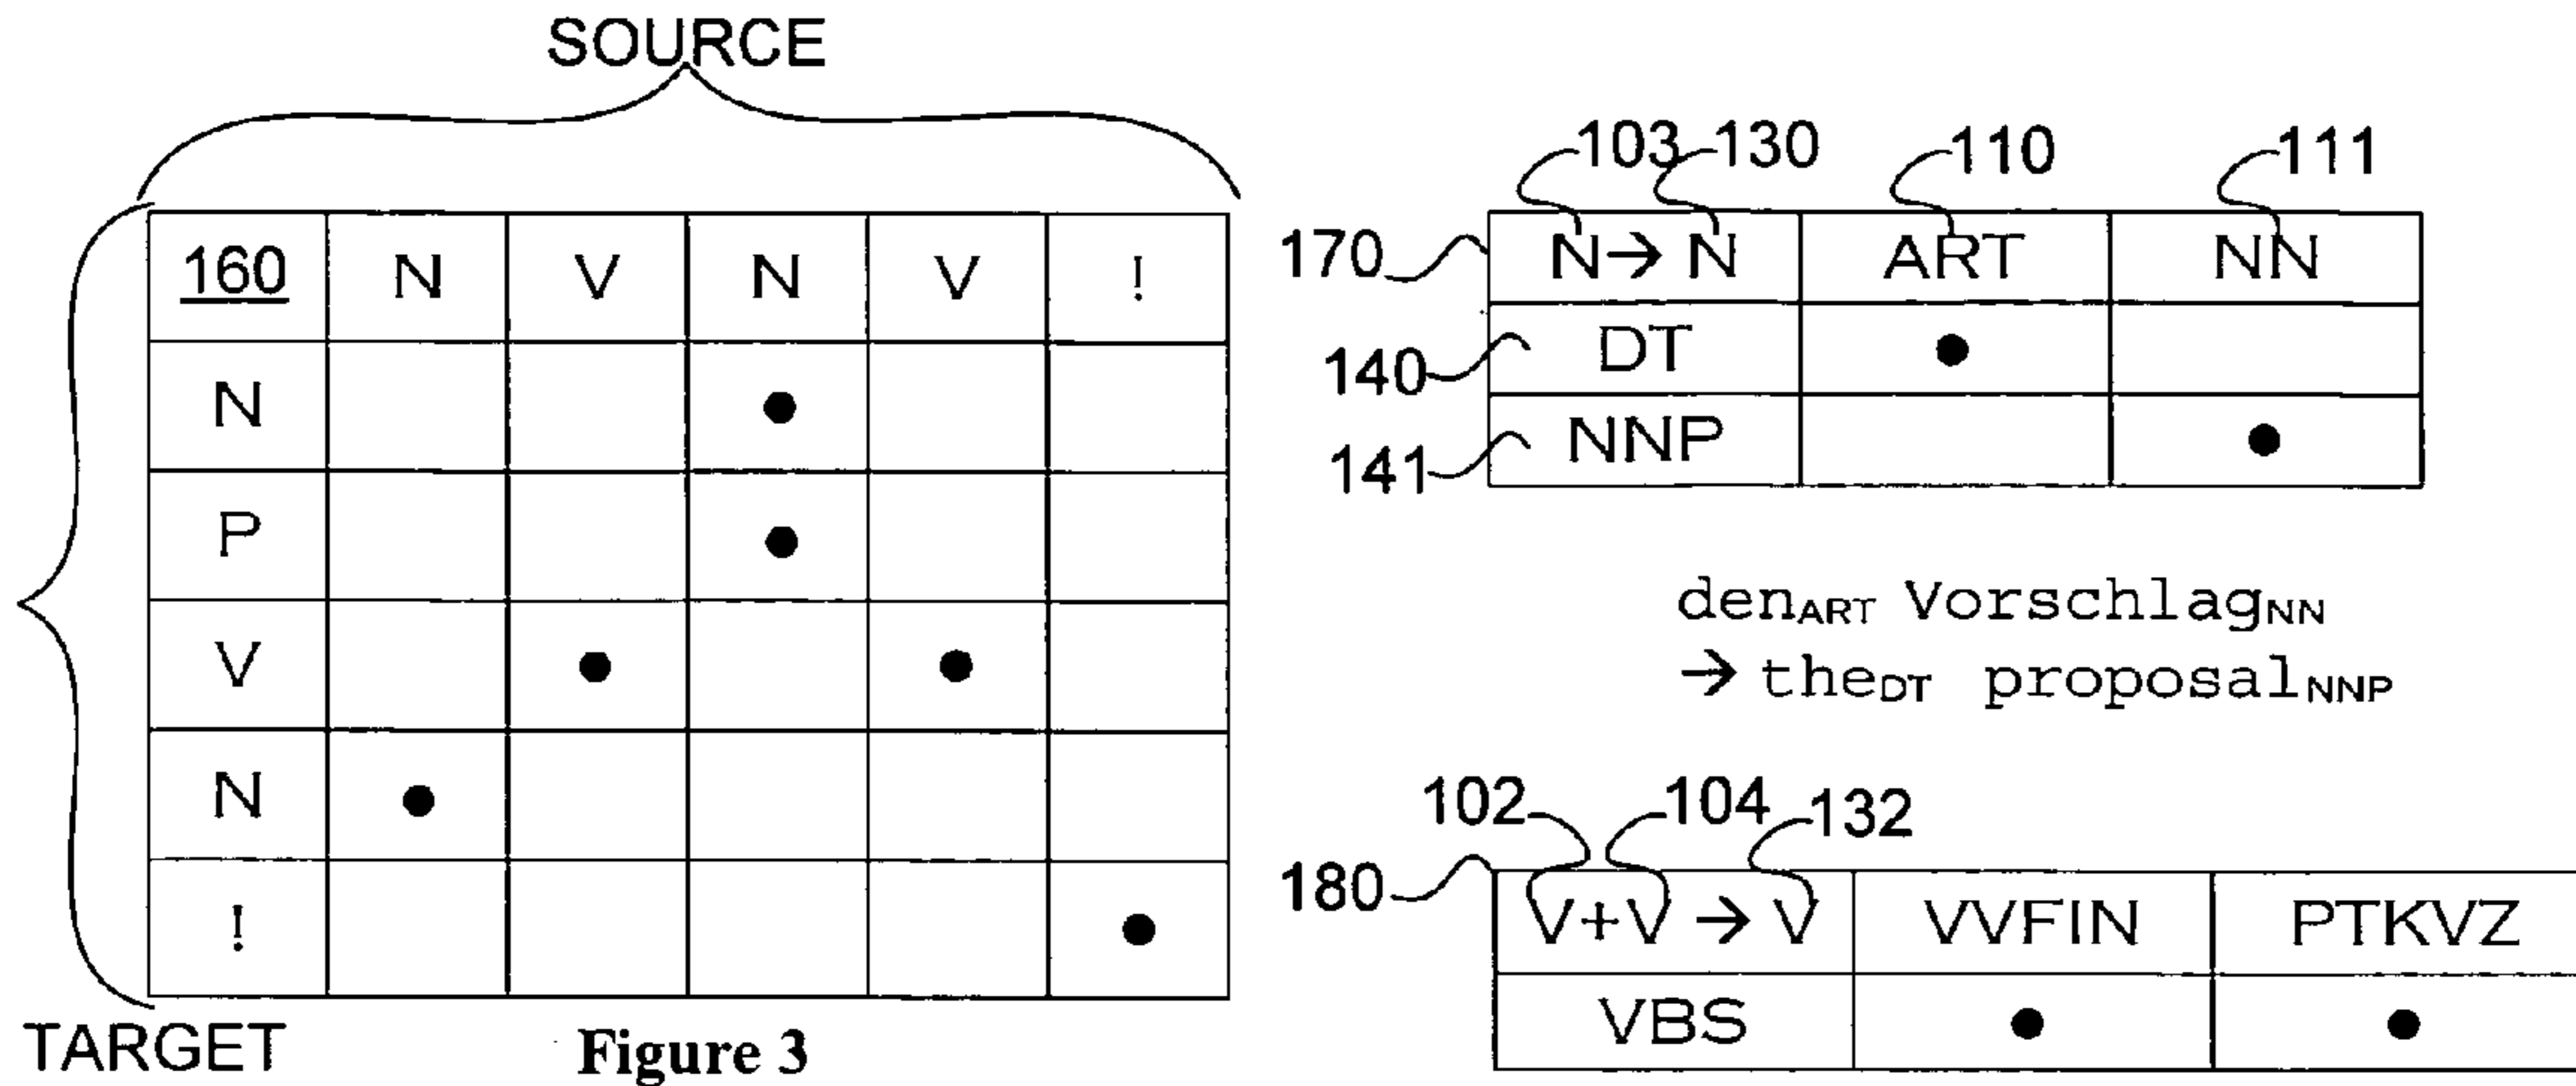 SOURCE
160 N V N V !
N ●
P ●
V ● ●
N ●
! ●
TARGET
Figure 3
103 130 110 111
170 N→ N ART NN
140 DT ●
141 NNP ●
denART VorschlagNN
→ theDT proposalNNP
102 104 132
180 V+V → V VVFIN PTKVZ
VBS ● ●